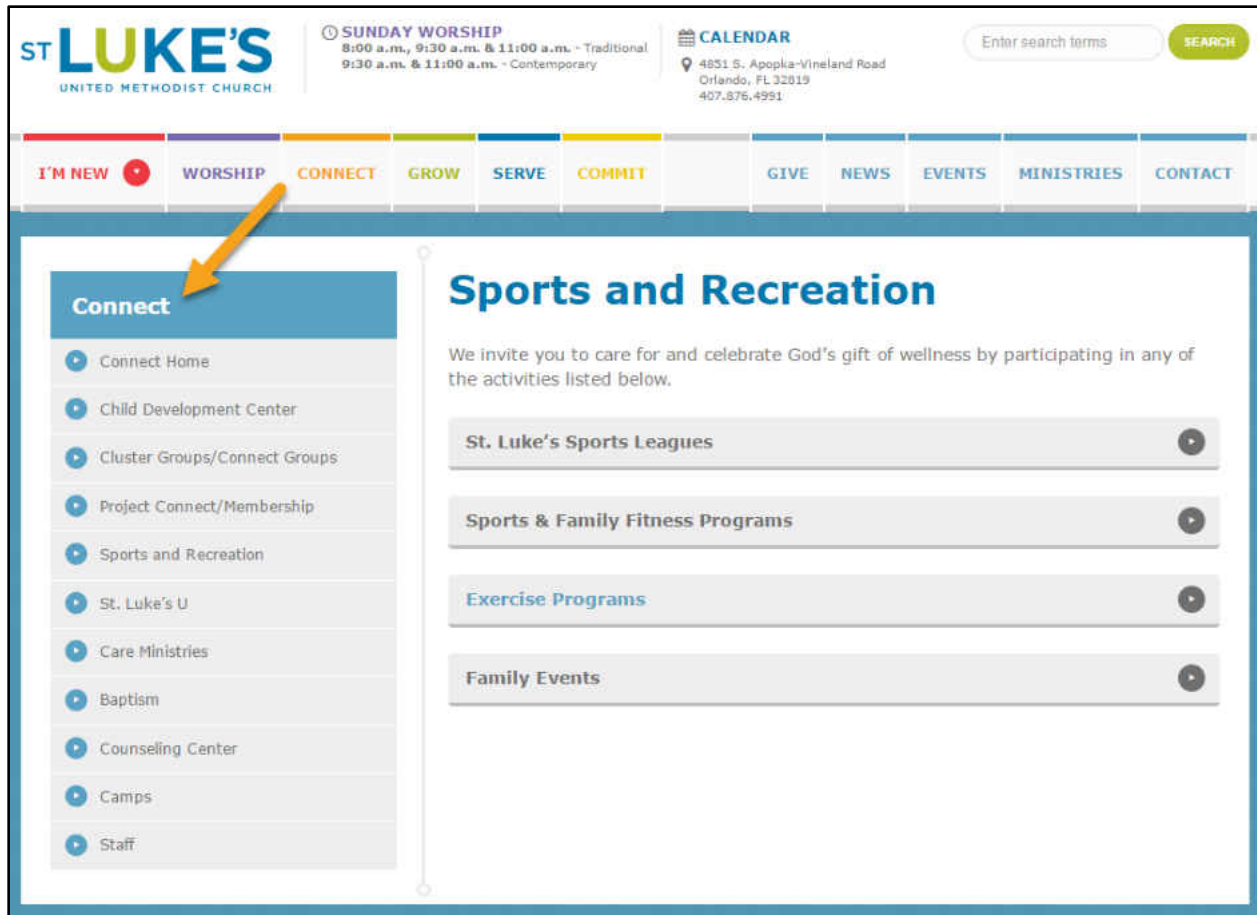 ST LUKE'S
UNITED METHODIST CHURCH
SUNDAY WORSHIP
8:00 a.m., 9:30 a.m. & 11:00 a.m. - Traditional
9:30 a.m. & 11:00 a.m. - Contemporary
CALENDAR
4851 S. Apopka-Vineland Road
Orlando, FL 32819
407.876.4991
Enter search terms
SEARCH
I'M NEW WORSHIP CONNECT GROW SERVE COMMIT GIVE NEWS EVENTS MINISTRIES CONTACT
Connect
Connect Home
Child Development Center
Cluster Groups/Connect Groups
Project Connect/Membership
Sports and Recreation
St. Luke's U
Care Ministries
Baptism
Counseling Center
Camps
Staff
Sports and Recreation
We invite you to care for and celebrate God's gift of wellness by participating in any of
the activities listed below.
St. Luke's Sports Leagues
Sports & Family Fitness Programs
Exercise Programs
Family Events